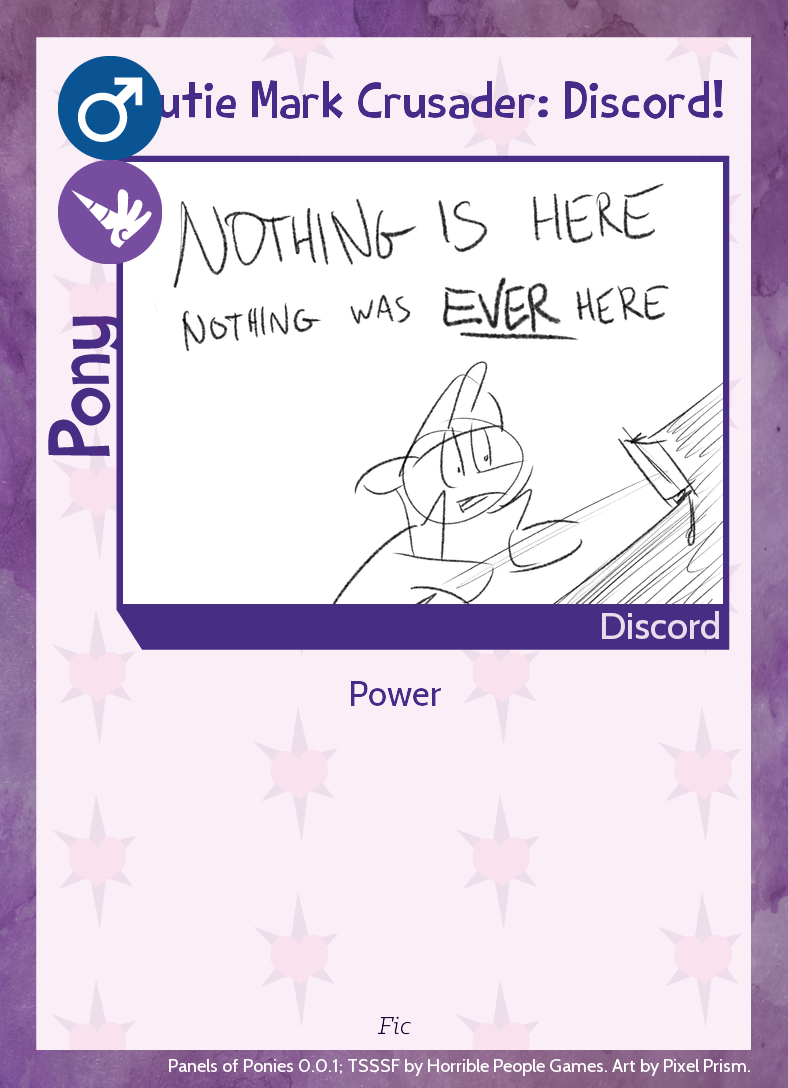 utie Mark Crusader: Discord!
NOTHING IS HERE
NOTHING WAS EVER HERE
Pony
Discord
Power
Fic
Panels of Ponies 0.0.1; TSSSF by Horrible People Games. Art by Pixel Prism.